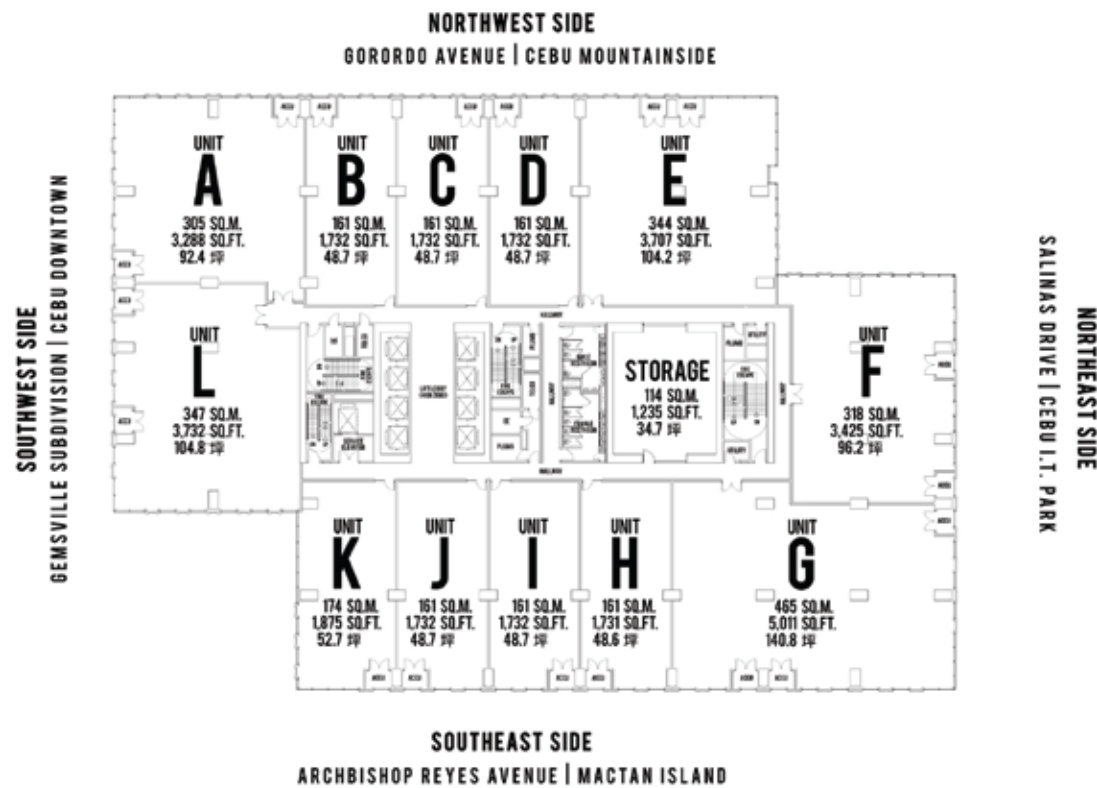 NORTHWEST SIDE
GORORDO AVENUE | CEBU MOUNTAINSIDE
SOUTHWEST SIDE
GEMSVILLE SUBDIVISION | CEBU DOWNTOWN
UNIT
A
305 SQ.M.
3,288 SQ.FT.
92.4 坪
UNIT
B
161 SQ.M.
1,732 SQ.FT.
48.7 坪
UNIT
C
161 SQ.M.
1,732 SQ.FT.
48.7 坪
UNIT
D
161 SQ.M.
1,732 SQ.FT.
48.7 坪
UNIT
E
344 SQ.M.
3,707 SQ.FT.
104.2 坪
UNIT
L
347 SQ.M.
3,732 SQ.FT.
104.8 坪
HALLWAY
STORAGE
114 SQ.M.
1,235 SQ.FT.
34.7 坪
UTILITY
HALLWAY
UNIT
F
318 SQ.M.
3,425 SQ.FT.
96.2 坪
UNIT
K
174 SQ.M.
1,875 SQ.FT.
52.7 坪
UNIT
J
161 SQ.M.
1,732 SQ.FT.
48.7 坪
UNIT
I
161 SQ.M.
1,732 SQ.FT.
48.7 坪
UNIT
H
161 SQ.M.
1,731 SQ.FT.
48.6 坪
UNIT
G
465 SQ.M.
5,011 SQ.FT.
140.8 坪
NORTHEAST SIDE
SALINAS DRIVE | CEBU I.T. PARK
SOUTHEAST SIDE
ARCHBISHOP REYES AVENUE | MACTAN ISLAND